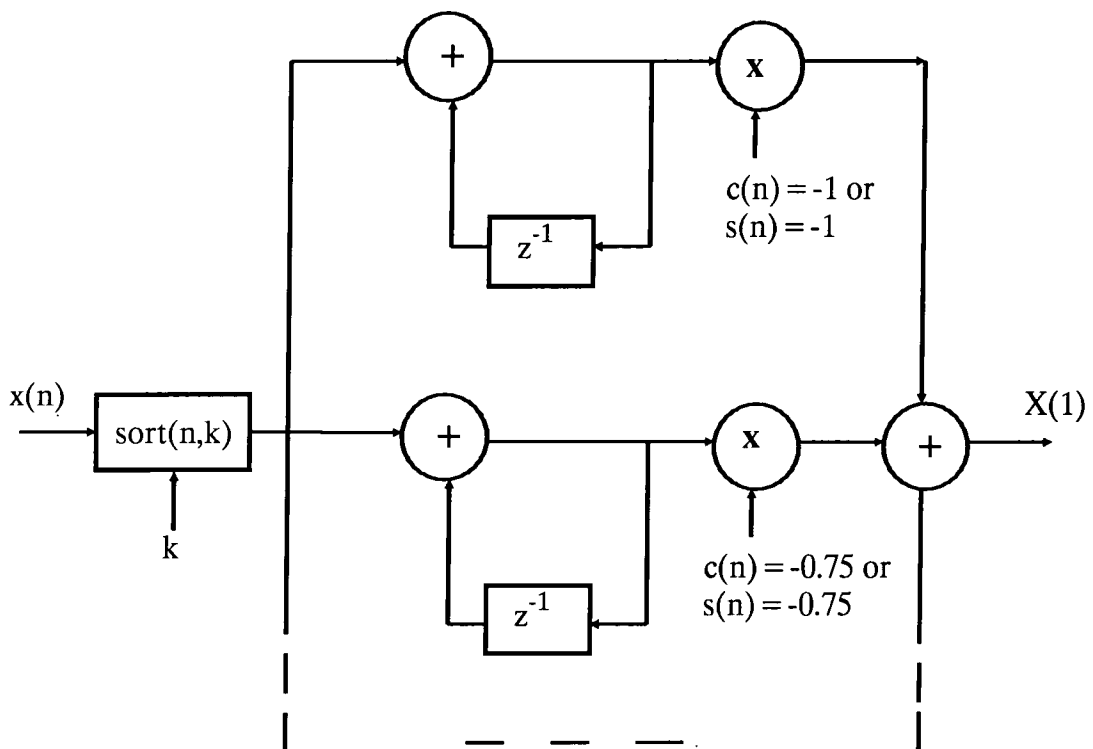 +
x
c(n) = -1 or
s(n) = -1
z⁻¹
x(n)
sort(n,k)
k
+
x
+
X(1)
c(n) = -0.75 or
s(n) = -0.75
z⁻¹